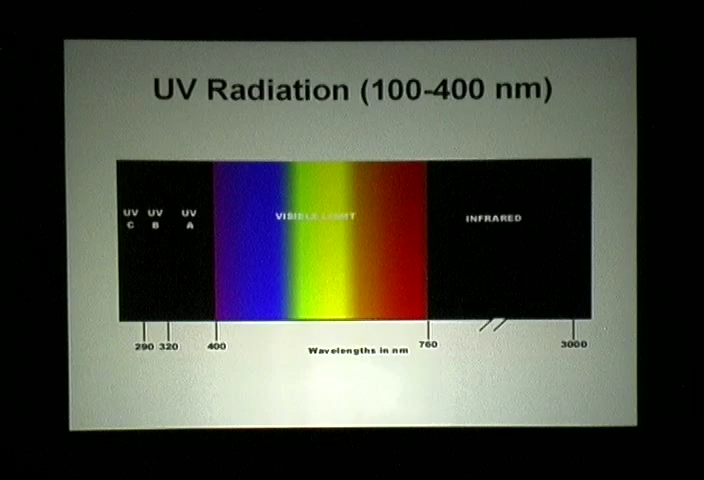 UV Radiation (100-400 nm)
UV UV UV
C B A
VISIBLE LIGHT
INFRARED
290 320 400 760 3000
Wavelengths in nm